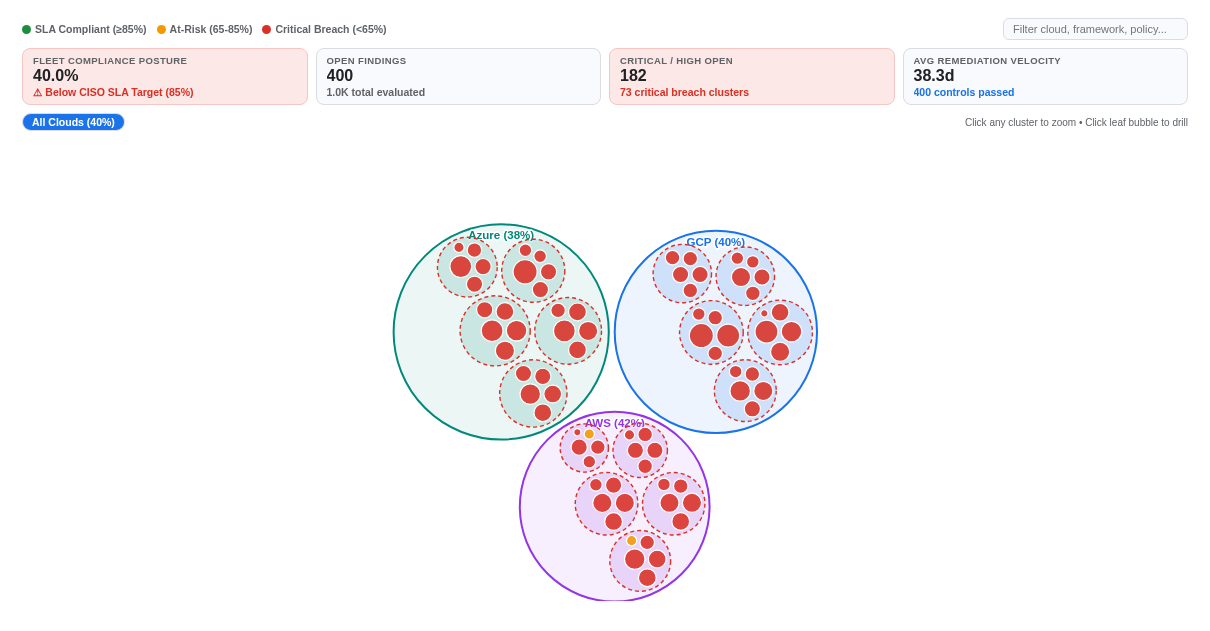 SLA Compliant (≥85%) At-Risk (65-85%) Critical Breach (<65%)
Filter cloud, framework, policy...
FLEET COMPLIANCE POSTURE
40.0%
⚠ Below CISO SLA Target (85%)
OPEN FINDINGS
400
1.0K total evaluated
CRITICAL / HIGH OPEN
182
73 critical breach clusters
AVG REMEDIATION VELOCITY
38.3d
400 controls passed
All Clouds (40%)
Click any cluster to zoom • Click leaf bubble to drill
Azure (38%)
GCP (40%)
AWS (42%)